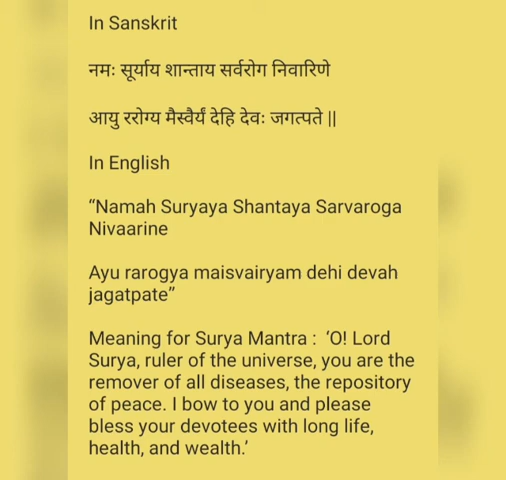 In Sanskrit
नमः सूर्याय शान्ताय सर्वरोग निवारिणे
आयु ररोग्य मैस्वैर्यं देहि देवः जगत्पते ||
In English
“Namah Suryaya Shantaya Sarvaroga
Nivaarine
Ayu rarogya maisvairyam dehi devah
jagatpate”
Meaning for Surya Mantra :  ‘O! Lord
Surya, ruler of the universe, you are the
remover of all diseases, the repository
of peace. I bow to you and please
bless your devotees with long life,
health, and wealth.’